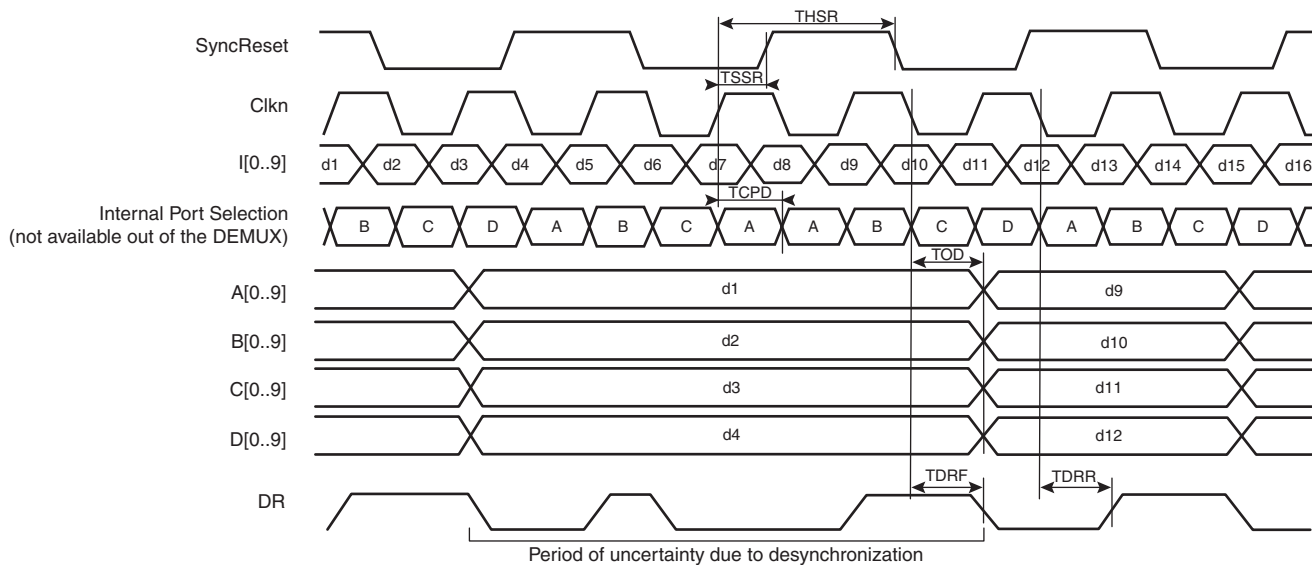 THSR
SyncReset
TSSR
Clkn
I[0..9] d1 d2 d3 d4 d5 d6 d7 d8 d9 d10 d11 d12 d13 d14 d15 d16
TCPD
Internal Port Selection
(not available out of the DEMUX) B C D A B C A A B C D A B C D
TOD
A[0..9] d1 d9
B[0..9] d2 d10
C[0..9] d3 d11
D[0..9] d4 d12
TDRF TDRR
DR
Period of uncertainty due to desynchronization